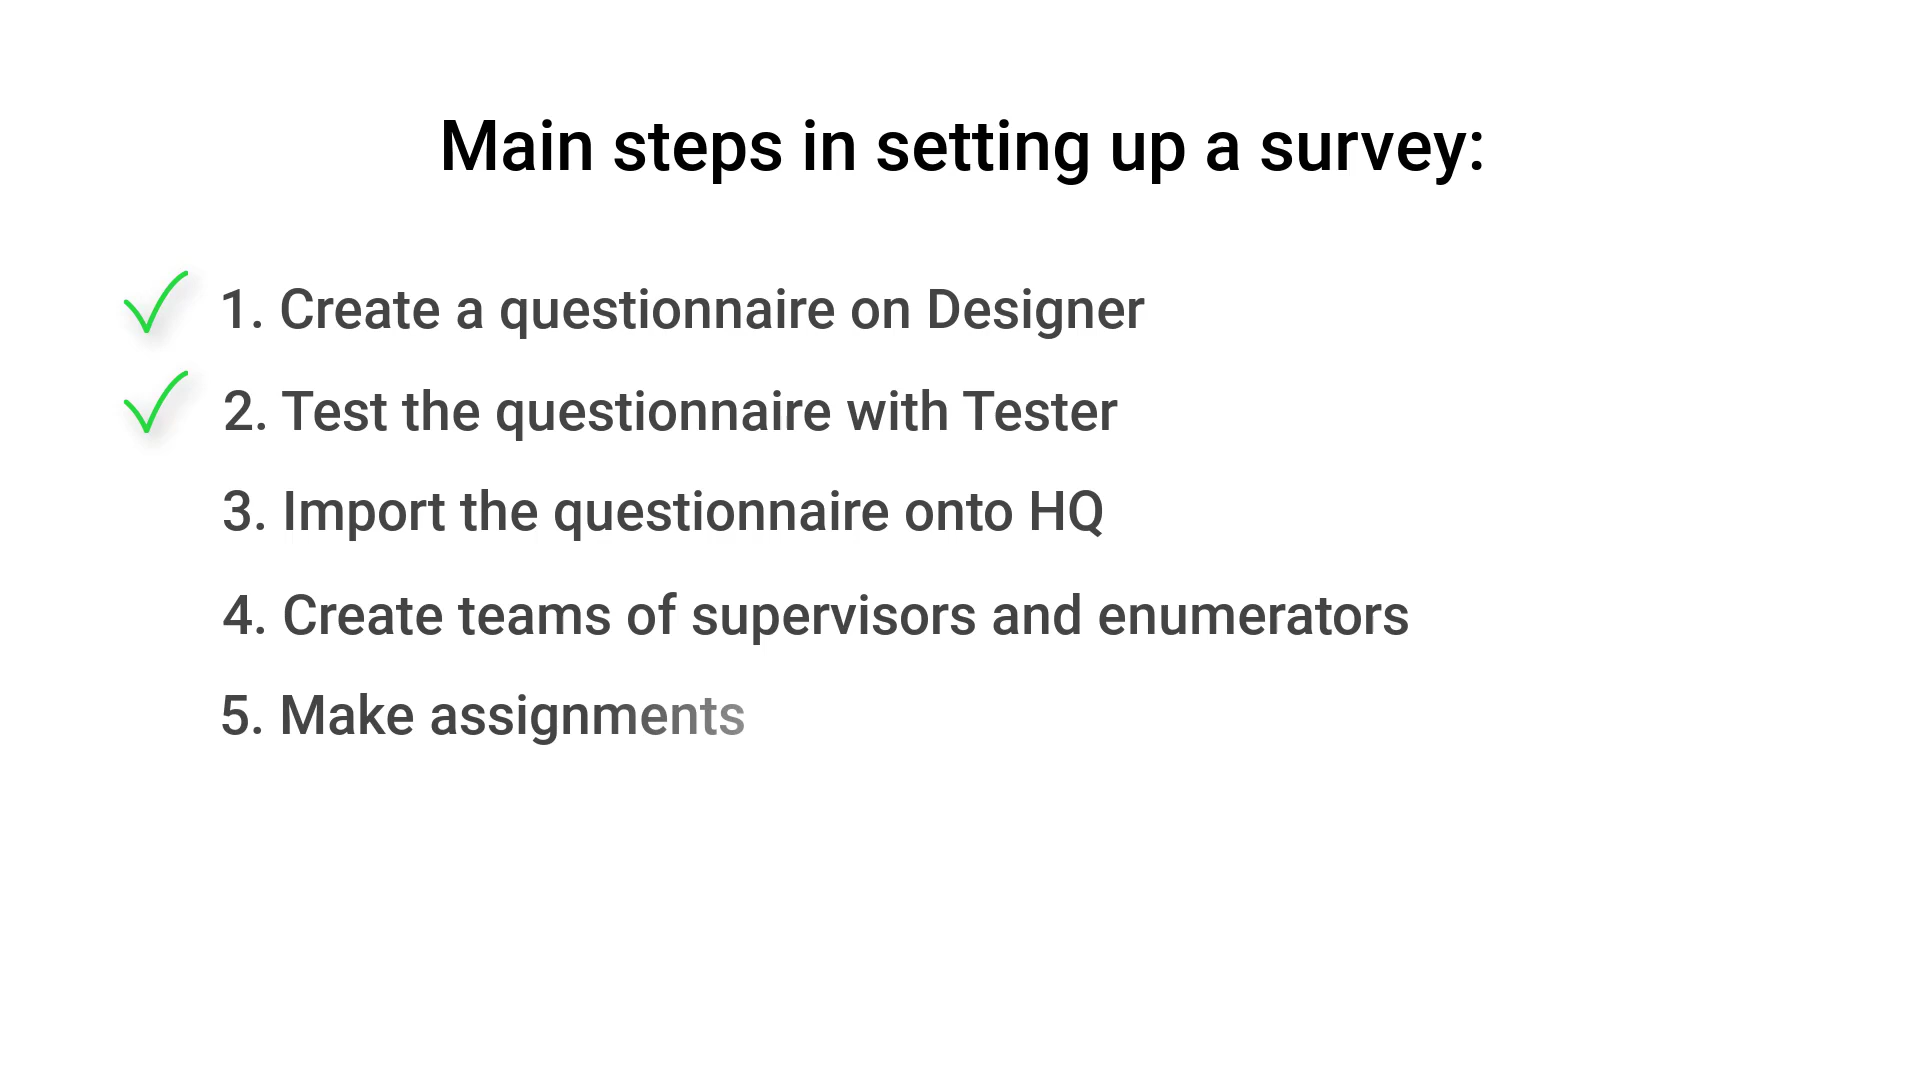 Main steps in setting up a survey:
1. Create a questionnaire on Designer
2. Test the questionnaire with Tester
3. Import the questionnaire onto HQ
4. Create teams of supervisors and enumerators
5. Make assignments